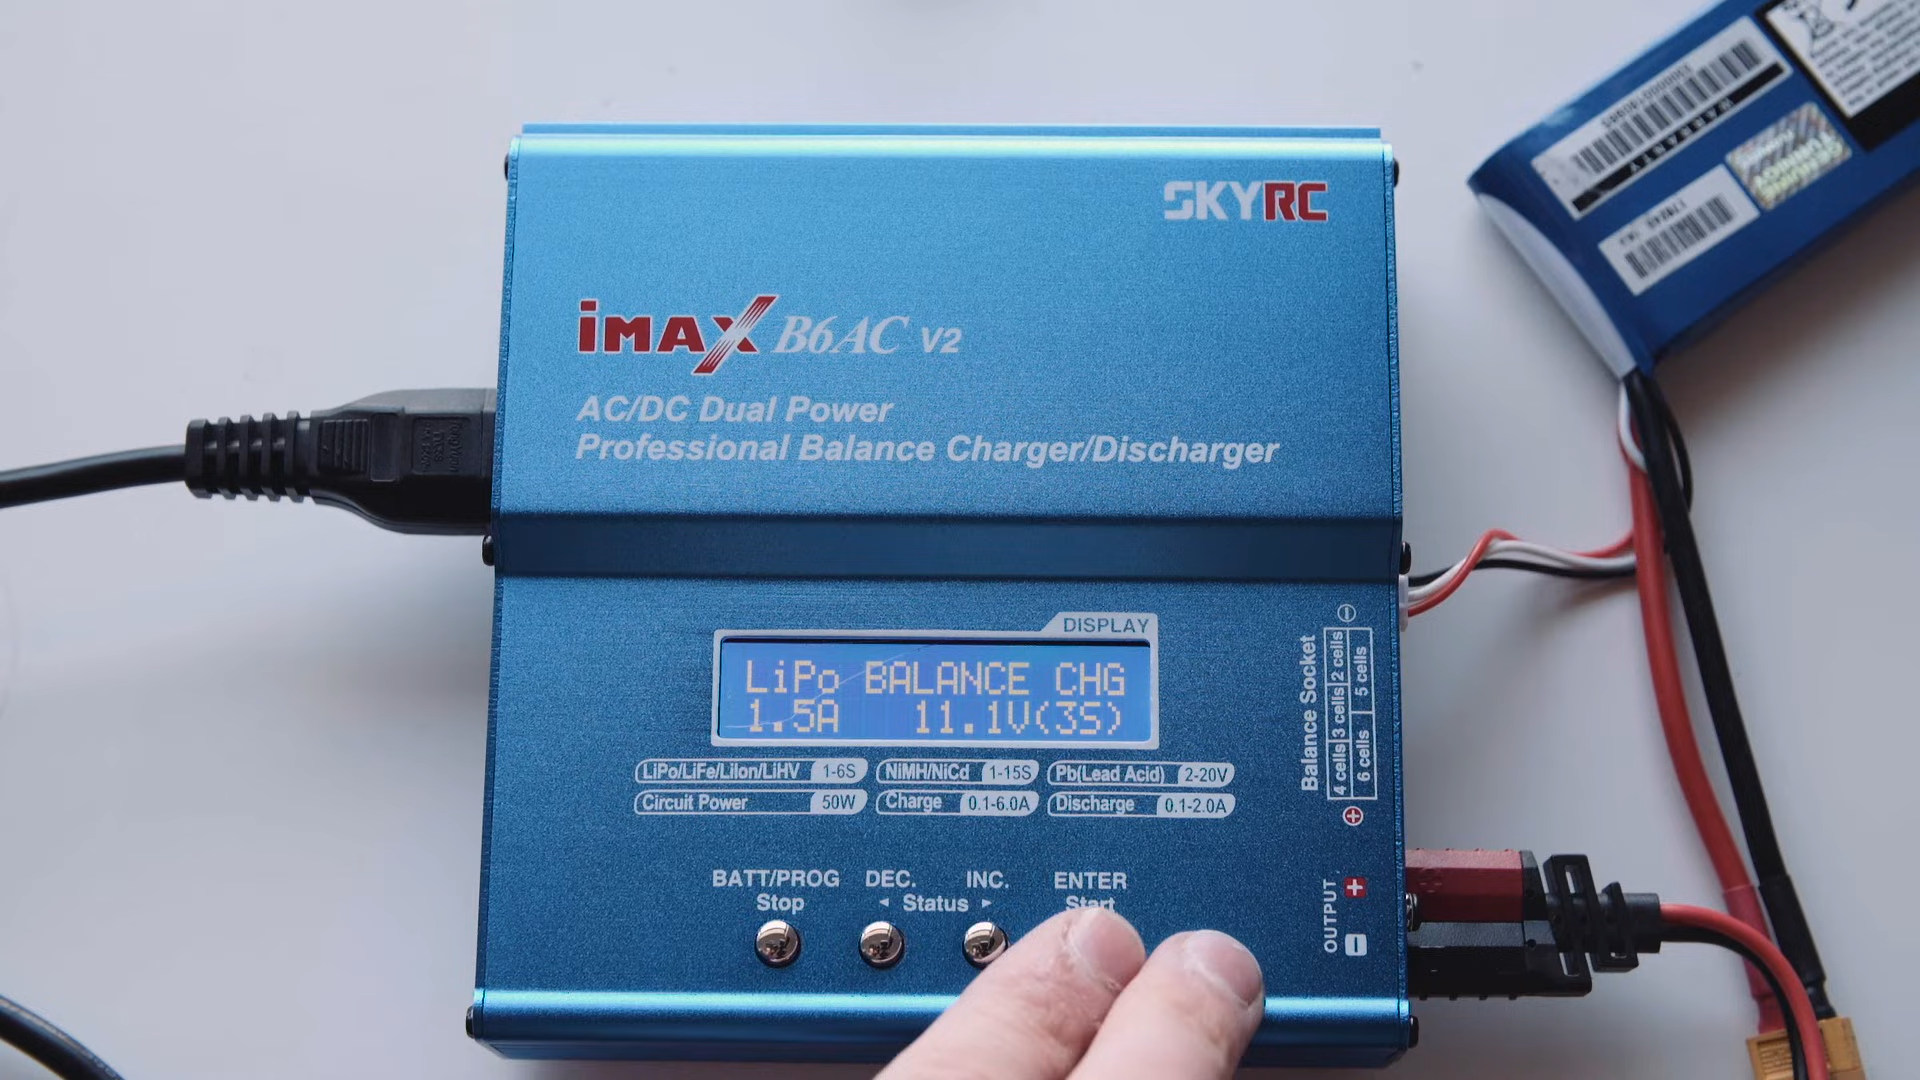 SKYRC
iMAX B6AC V2
AC/DC Dual Power
Professional Balance Charger/Discharger
DISPLAY
LiPo BALANCE CHG
1.5A 11.1V(3S)
LiPo/LiFe/LiIon/LiHV 1-6S
NiMH/NiCd 1-15S
Pb(Lead Acid) 2-20V
Circuit Power 50W
Charge 0.1-6.0A
Discharge 0.1-2.0A
BATT/PROG
Stop
DEC.
INC.
◄ Status ►
ENTER
Start
Balance Socket
4 cells 3 cells 2 cells
6 cells 5 cells
OUTPUT
+
−
WARRANTY